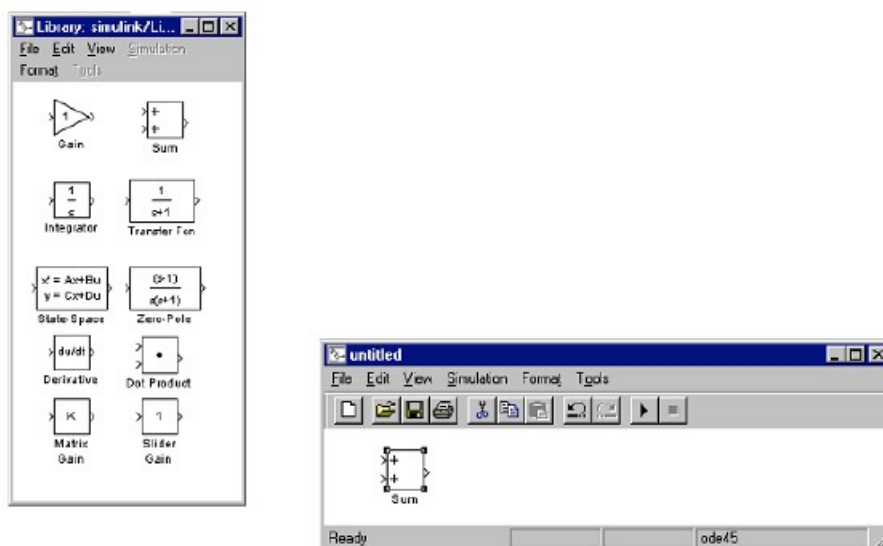 Library: simulink/Li...
File Edit View Simulation
Format Tools
1
Gain
+
+
Sum
1
s
Integrator
1
s+1
Transfer Fcn
x' = Ax+Bu
y = Cx+Du
State-Space
(s-1)
s(s+1)
Zero-Pole
du/dt
Derivative
Dot Product
K
Matrix
Gain
1
Slider
Gain
untitled
File Edit View Simulation Format Tools
+
+
Sum
Ready ode45